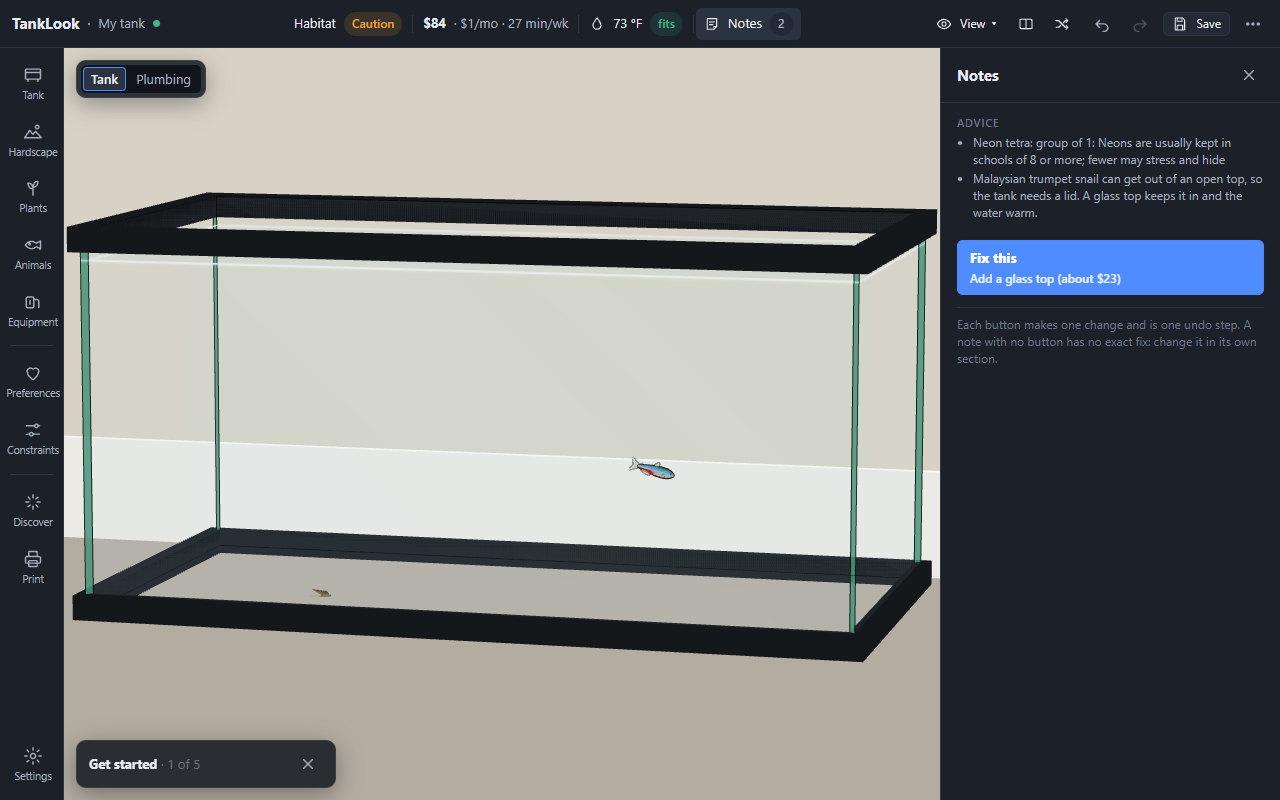 TankLook · My tank
Habitat Caution $84 · $1/mo · 27 min/wk 73 °F fits Notes 2
View Save
Tank
Hardscape
Plants
Animals
Equipment
Preferences
Constraints
Discover
Print
Settings
Tank Plumbing
Get started · 1 of 5
Notes
ADVICE
• Neon tetra: group of 1: Neons are usually kept in
schools of 8 or more; fewer may stress and hide
• Malaysian trumpet snail can get out of an open top, so
the tank needs a lid. A glass top keeps it in and the
water warm.
Fix this
Add a glass top (about $23)
Each button makes one change and is one undo step. A
note with no button has no exact fix: change it in its own
section.